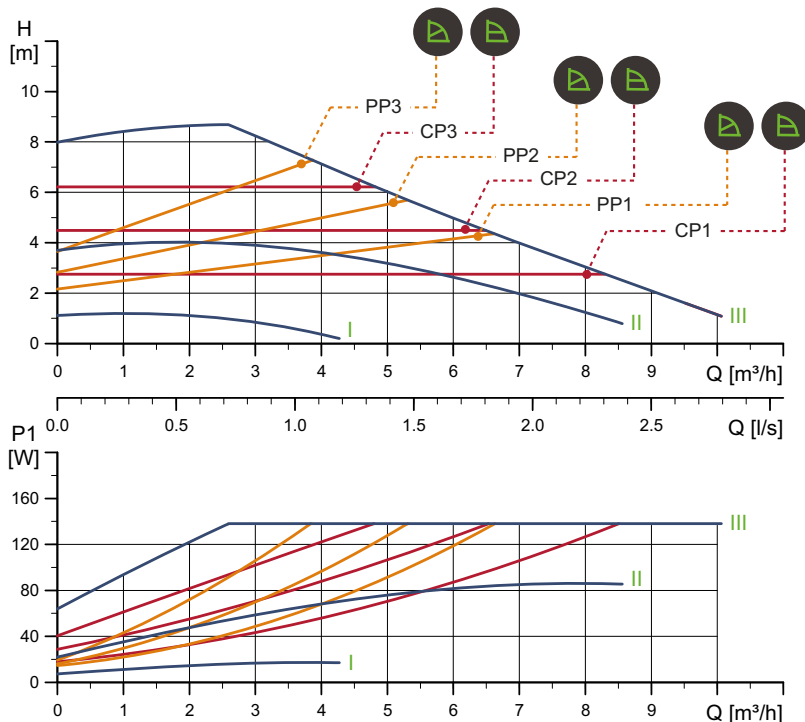 H
[m]
10
8
6
4
2
0
PP3
CP3
PP2
CP2
PP1
CP1
I
II
III
0 1 2 3 4 5 6 7 8 9 Q [m³/h]
0.0 0.5 1.0 1.5 2.0 2.5 Q [l/s]
P1
[W]
160
120
80
40
0
III
II
I
0 1 2 3 4 5 6 7 8 9 Q [m³/h]